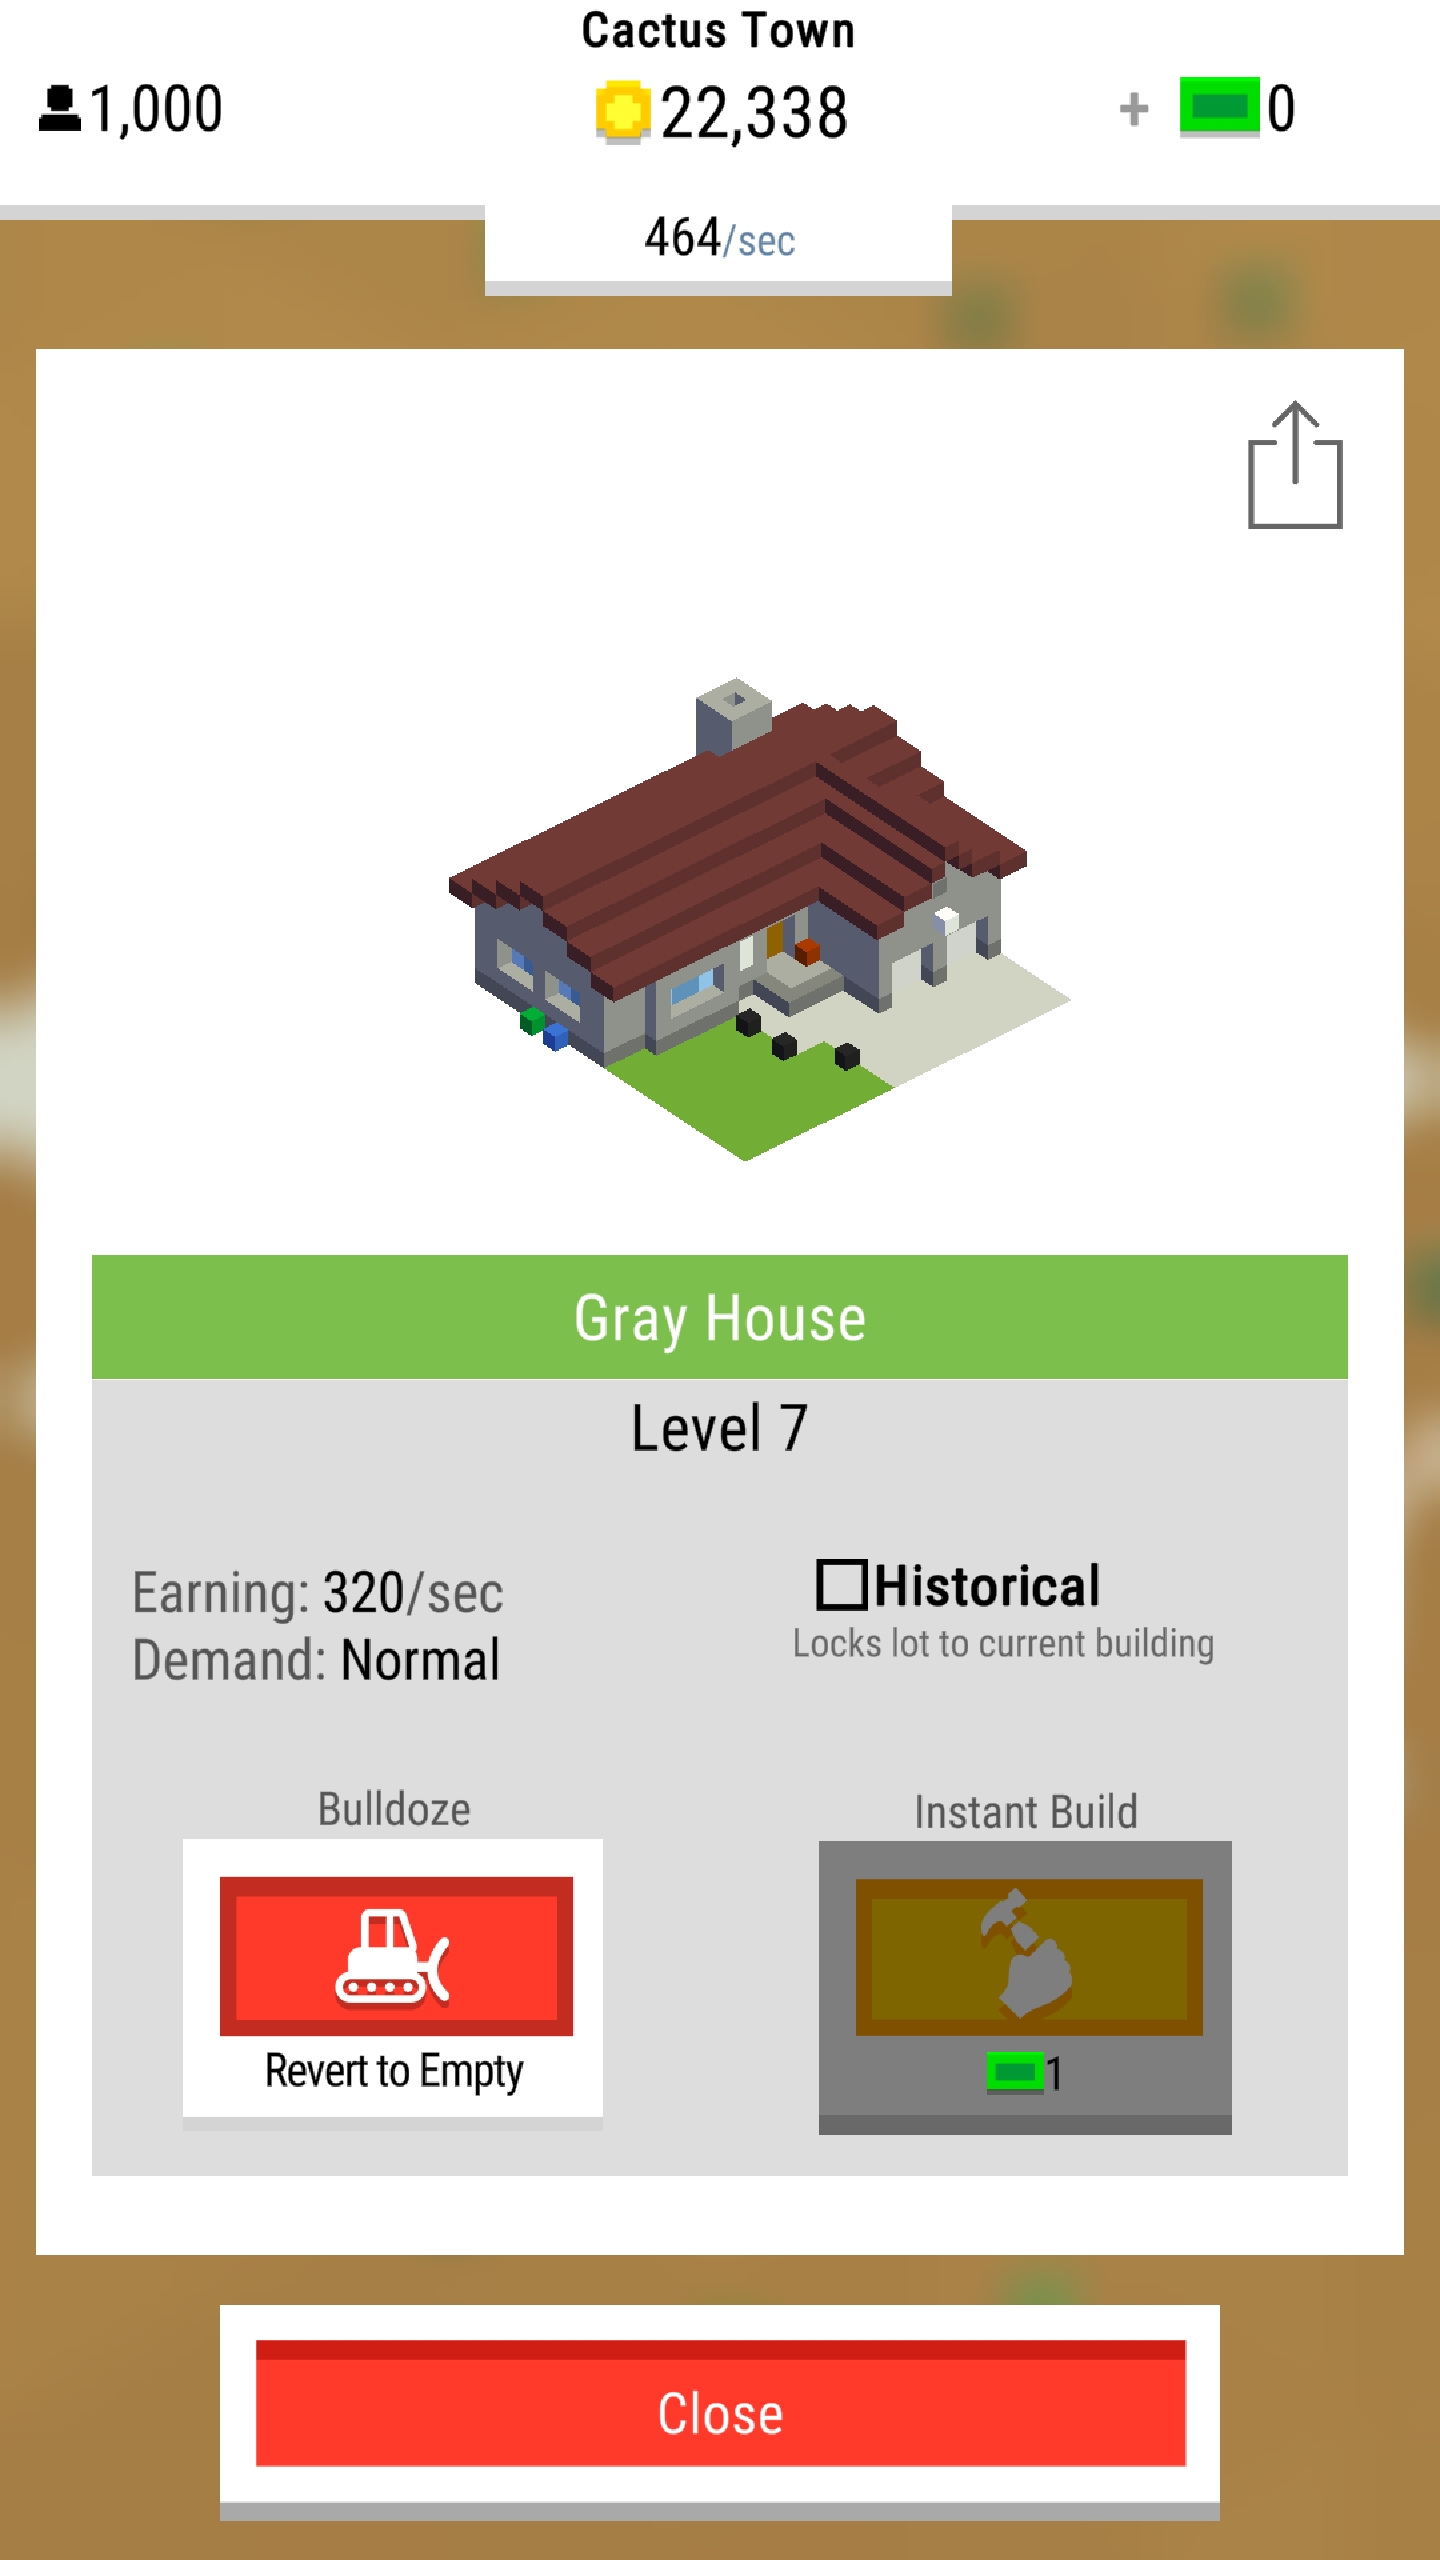 Cactus Town
1,000
22,338
+ 0
464/sec
Gray House
Level 7
Earning: 320/sec
Demand: Normal
Historical
Locks lot to current building
Bulldoze
Revert to Empty
Instant Build
1
Close